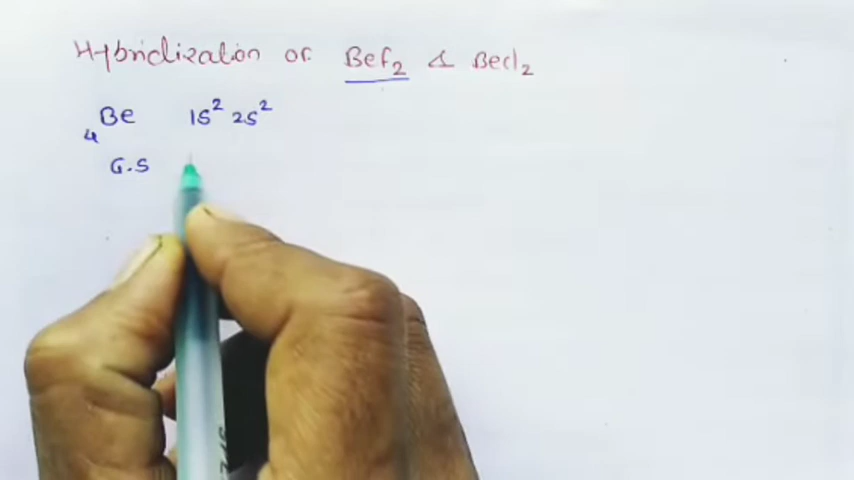 Hybridization of BeF₂ & BeCl₂
₄Be 1S² 2S²
G.S